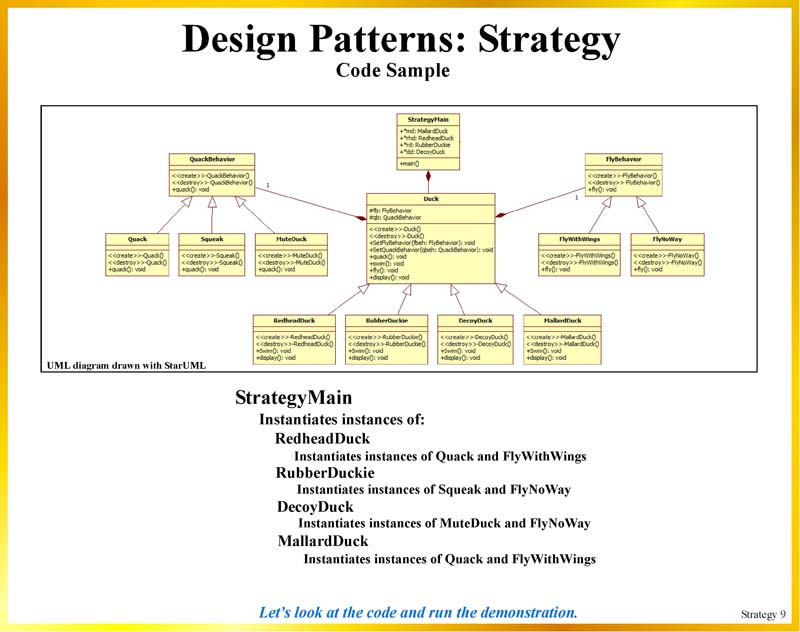 Design Patterns: Strategy
Code Sample
StrategyMain
+*md: MallardDuck
+*rhd: RedheadDuck
+*rd: RubberDuckie
+*dd: DecoyDuck
+main()
QuackBehavior
<<create>>-QuackBehavior()
<<destroy>>-QuackBehavior()
+quack(): void
1
FlyBehavior
<<create>>-FlyBehavior()
<<destroy>>-FlyBehavior()
+fly(): void
1
Duck
#fb: FlyBehavior
#qb: QuackBehavior
<<create>>-Duck()
<<destroy>>-Duck()
+SetFlyBehavior(fbeh: FlyBehavior): void
+SetQuackBehavior(qbeh: QuackBehavior): void
+quack(): void
+swim(): void
+fly(): void
+display(): void
Quack
<<create>>-Quack()
<<destroy>>-Quack()
+quack(): void
Squeak
<<create>>-Squeak()
<<destroy>>-Squeak()
+quack(): void
MuteDuck
<<create>>-MuteDuck()
<<destroy>>-MuteDuck()
+quack(): void
FlyWithWings
<<create>>-FlyWithWings()
<<destroy>>-FlyWithWings()
+fly(): void
FlyNoWay
<<create>>-FlyNoWay()
<<destroy>>-FlyNoWay()
+fly(): void
RedheadDuck
<<create>>-RedheadDuck()
<<destroy>>-RedheadDuck()
+Swim(): void
+display(): void
RubberDuckie
<<create>>-RubberDuckie()
<<destroy>>-RubberDuckie()
+Swim(): void
+display(): void
DecoyDuck
<<create>>-DecoyDuck()
<<destroy>>-DecoyDuck()
+Swim(): void
+display(): void
MallardDuck
<<create>>-MallardDuck()
<<destroy>>-MallardDuck()
+Swim(): void
+display(): void
UML diagram drawn with StarUML
StrategyMain
Instantiates instances of:
RedheadDuck
Instantiates instances of Quack and FlyWithWings
RubberDuckie
Instantiates instances of Squeak and FlyNoWay
DecoyDuck
Instantiates instances of MuteDuck and FlyNoWay
MallardDuck
Instantiates instances of Quack and FlyWithWings
Let's look at the code and run the demonstration.
Strategy 9